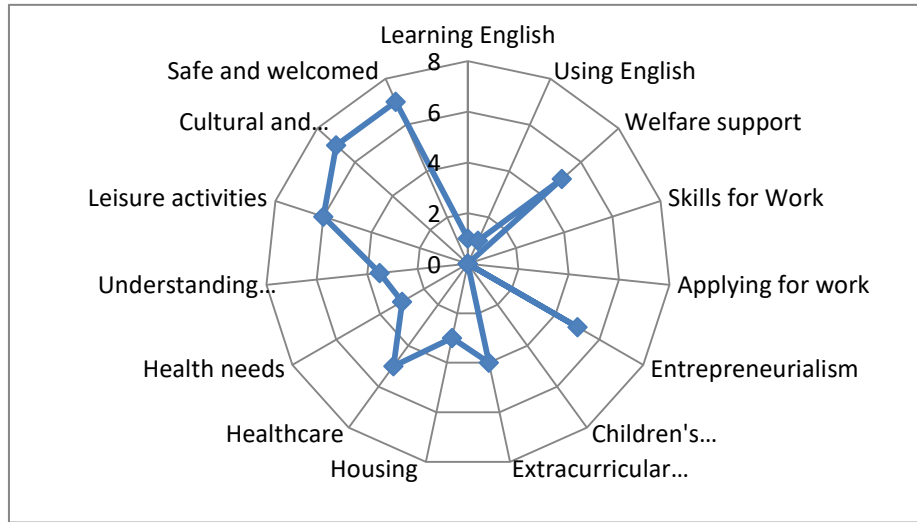 Learning English
Using English
Welfare support
Skills for Work
Applying for work
Entrepreneurialism
Children's...
Extracurricular...
Housing
Healthcare
Health needs
Understanding...
Leisure activities
Cultural and...
Safe and welcomed
8
6
4
2
0